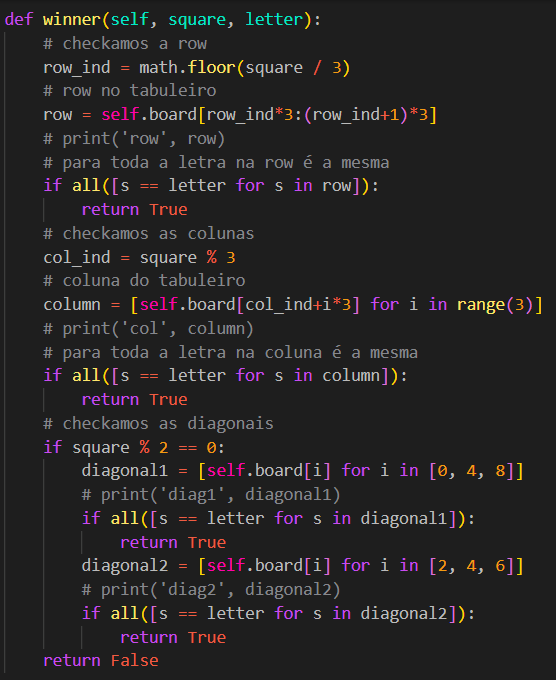 def winner(self, square, letter):
    # checkamos a row
    row_ind = math.floor(square / 3)
    # row no tabuleiro
    row = self.board[row_ind*3:(row_ind+1)*3]
    # print('row', row)
    # para toda a letra na row é a mesma
    if all([s == letter for s in row]):
        return True
    # checkamos as colunas
    col_ind = square % 3
    # coluna do tabuleiro
    column = [self.board[col_ind+i*3] for i in range(3)]
    # print('col', column)
    # para toda a letra na coluna é a mesma
    if all([s == letter for s in column]):
        return True
    # checkamos as diagonais
    if square % 2 == 0:
        diagonal1 = [self.board[i] for i in [0, 4, 8]]
        # print('diag1', diagonal1)
        if all([s == letter for s in diagonal1]):
            return True
        diagonal2 = [self.board[i] for i in [2, 4, 6]]
        # print('diag2', diagonal2)
        if all([s == letter for s in diagonal2]):
            return True
    return False